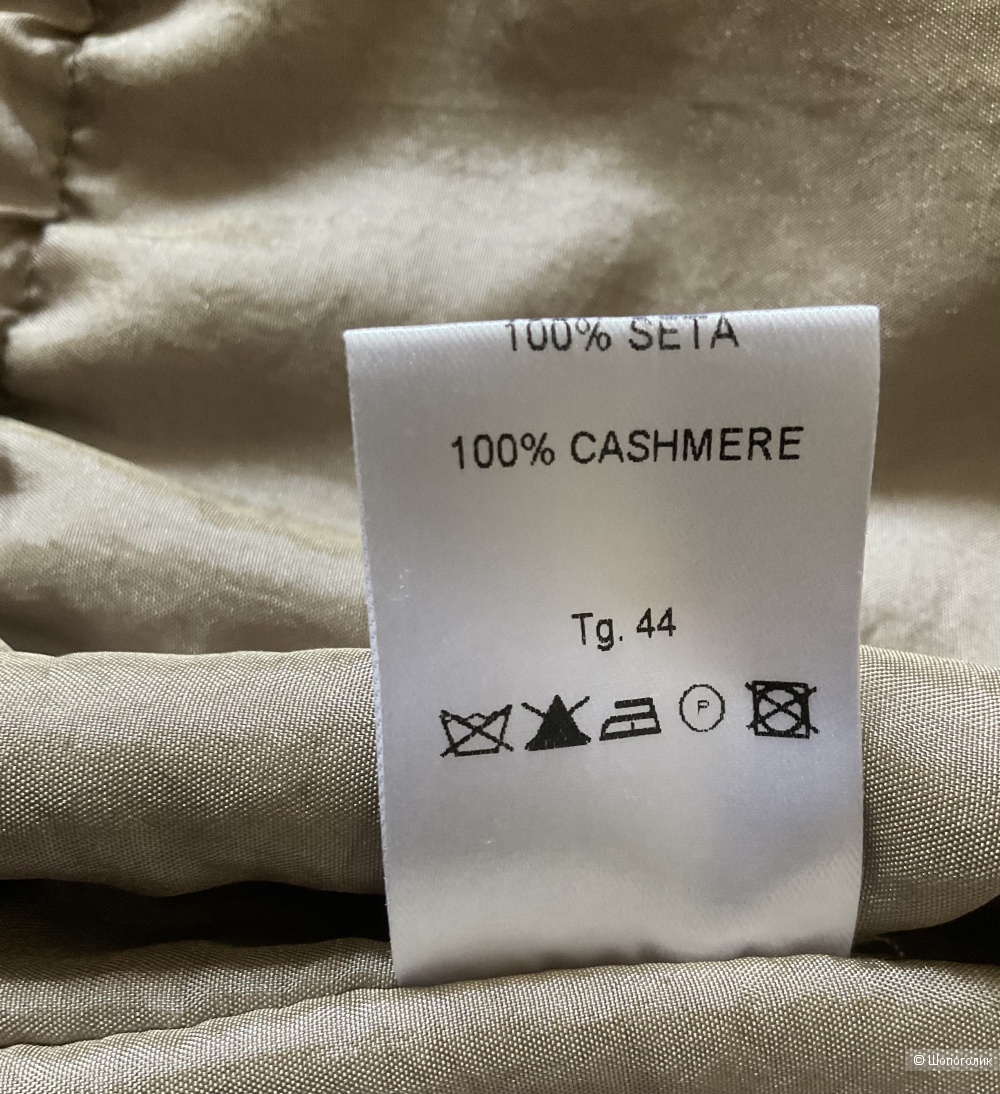 100% SETA
100% CASHMERE
Tg. 44
P
© Шопоголик